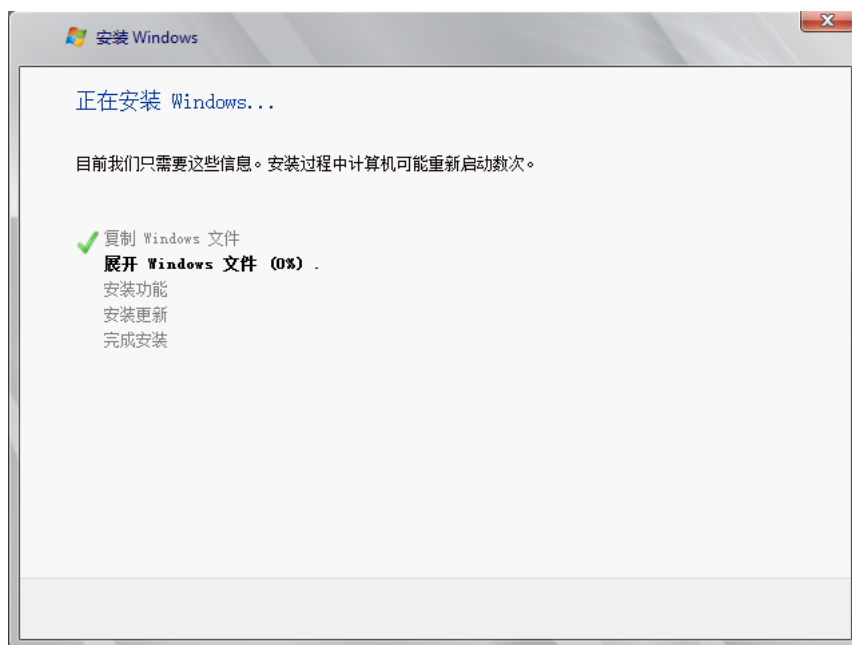 安装 Windows
正在安装 Windows...
目前我们只需要这些信息。安装过程中计算机可能重新启动数次。
复制 Windows 文件
展开 Windows 文件 (0%) .
安装功能
安装更新
完成安装